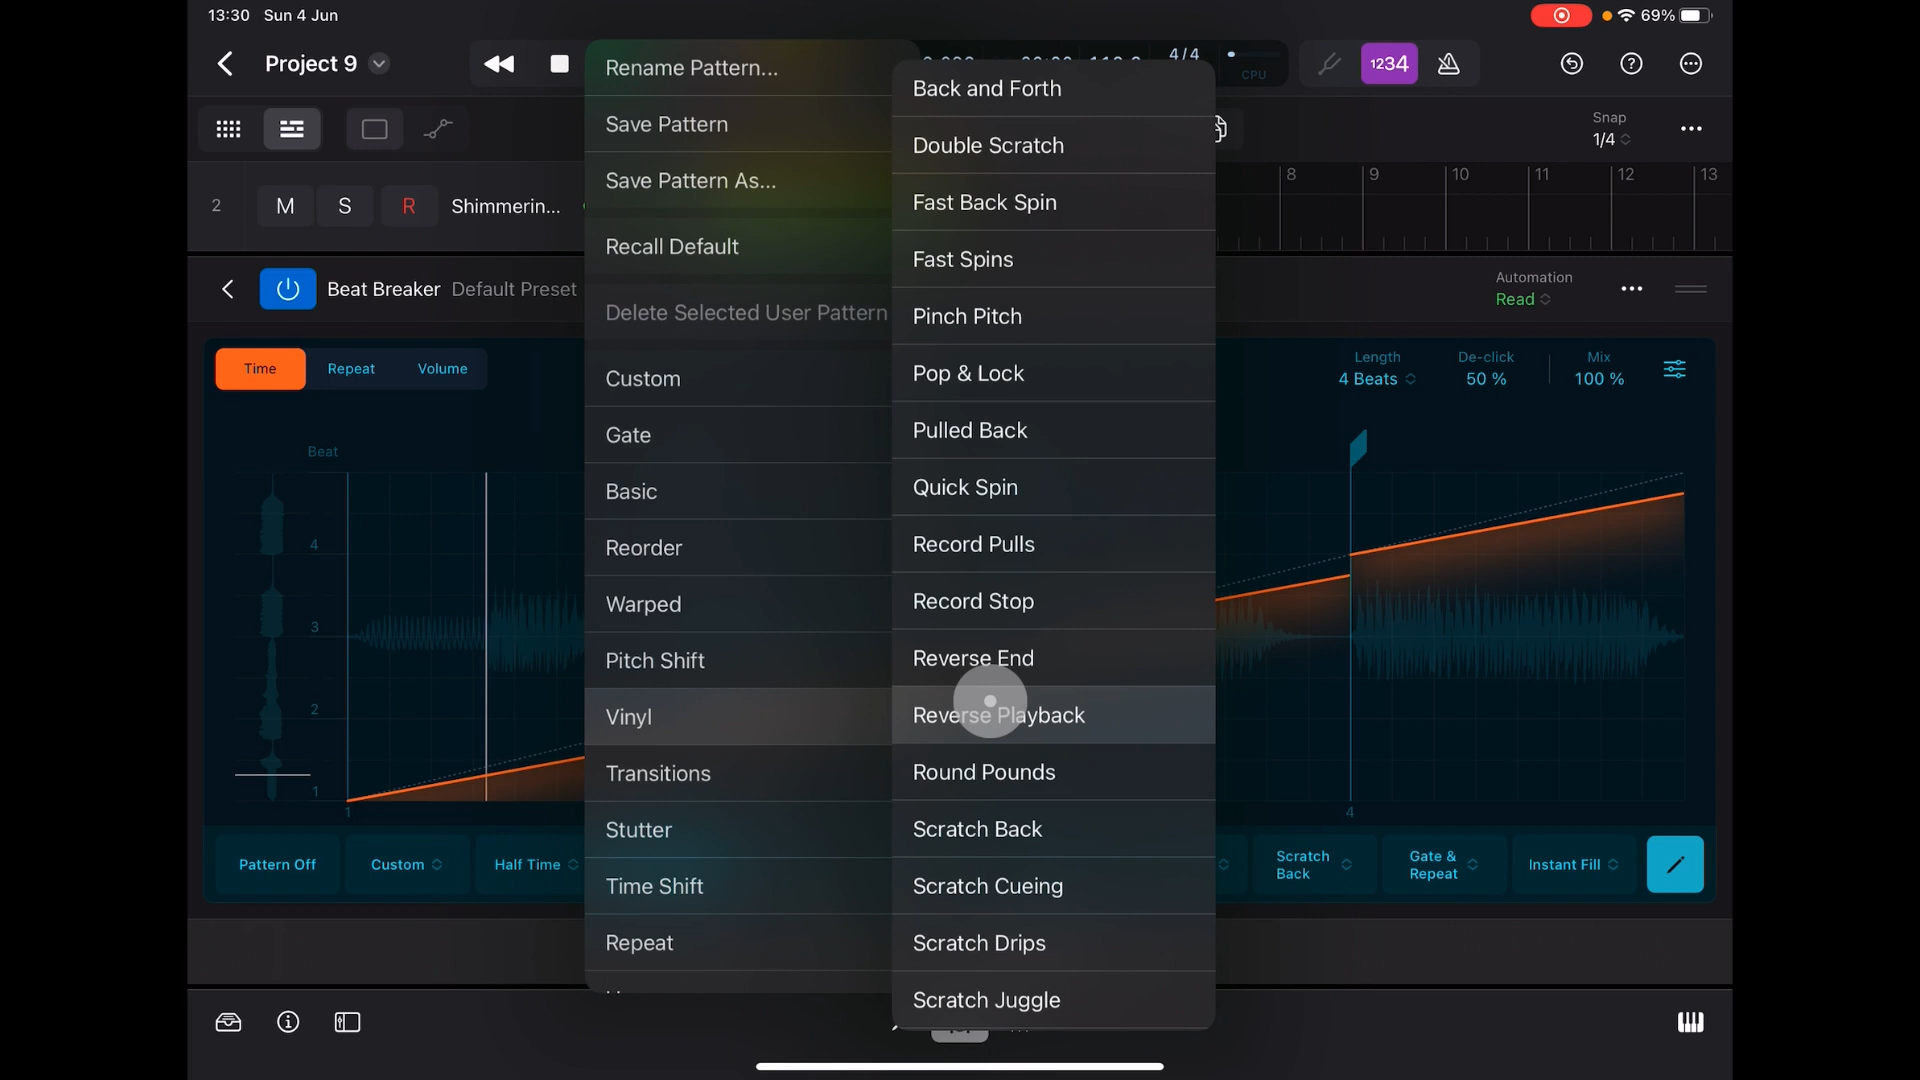 13:30 Sun 4 Jun
69%
Project 9
4/4
CPU
1234
Snap
1/4
8 9 10 11 12 13
2 M S R Shimmerin...
Beat Breaker Default Preset
Automation
Read
Time Repeat Volume
Length
4 Beats
De-click
50 %
Mix
100 %
Beat
4
3
2
1
1
4
Rename Pattern...
Save Pattern
Save Pattern As...
Recall Default
Delete Selected User Pattern
Custom
Gate
Basic
Reorder
Warped
Pitch Shift
Vinyl
Transitions
Stutter
Time Shift
Repeat
Back and Forth
Double Scratch
Fast Back Spin
Fast Spins
Pinch Pitch
Pop & Lock
Pulled Back
Quick Spin
Record Pulls
Record Stop
Reverse End
Reverse Playback
Round Pounds
Scratch Back
Scratch Cueing
Scratch Drips
Scratch Juggle
Pattern Off
Custom
Half Time
Scratch
Back
Gate &
Repeat
Instant Fill